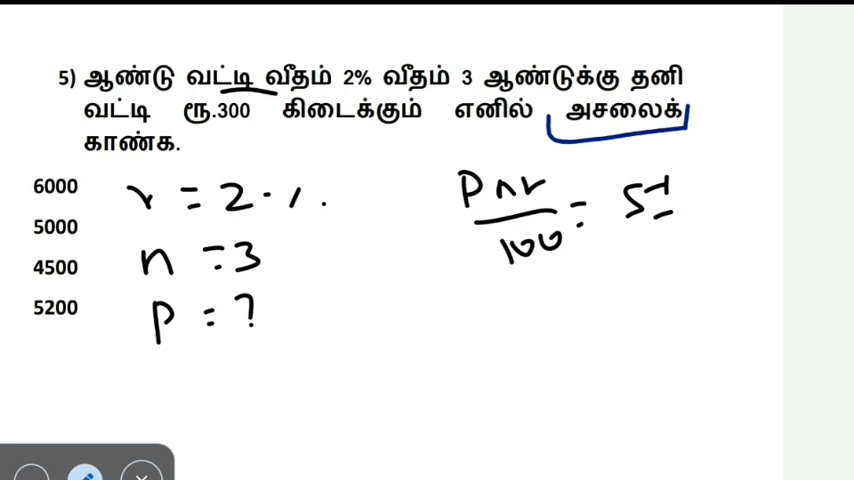 5) ஆண்டு வட்டி வீதம் 2% வீதம் 3 ஆண்டுக்கு தனி
வட்டி ரூ.300 கிடைக்கும் எனில் அசலைக்
காண்க.
6000
5000
4500
5200
r = 2%.
n = 3
P = ?
Pnr
100
=